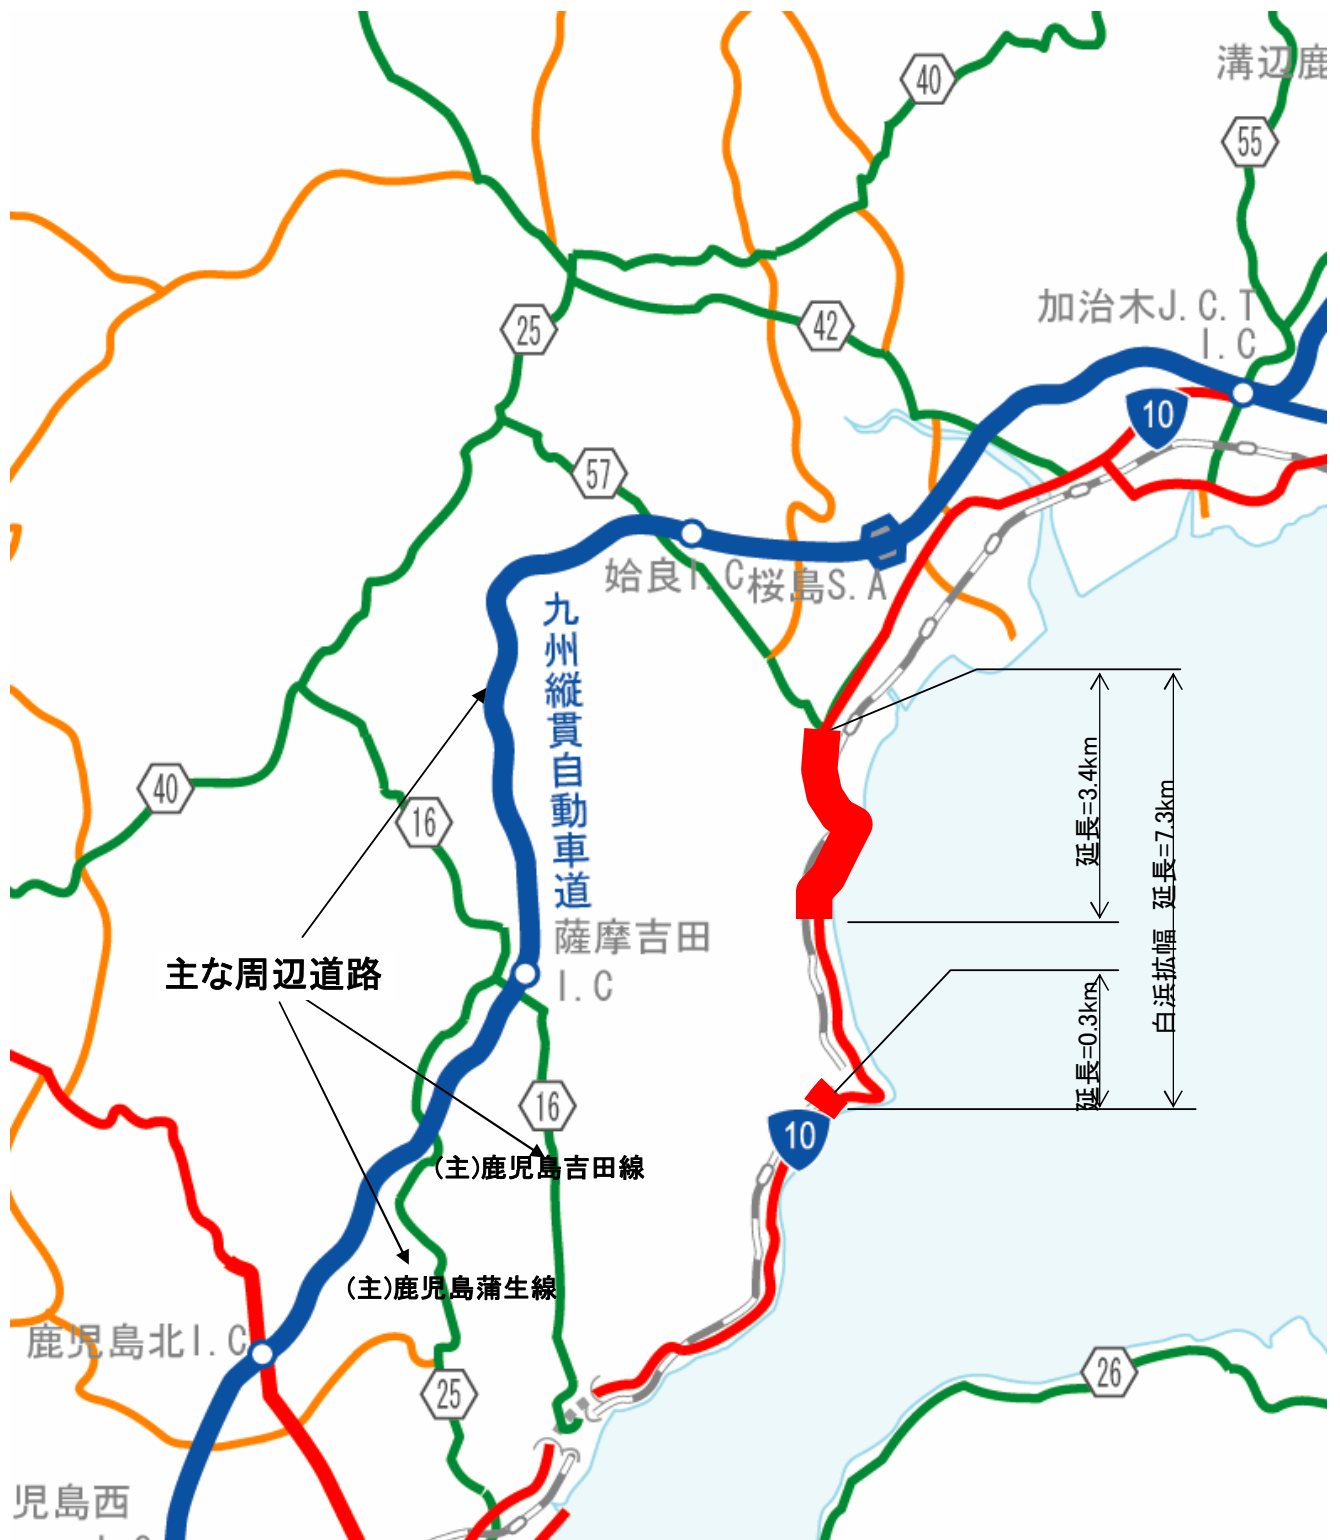 溝辺鹿
40
55
加治木J.C.T
I.C
25
42
10
57
姶良I.C
桜島S.A
九州縦貫自動車道
延長=3.4km
白浜拡幅 延長=7.3km
40
16
薩摩吉田
I.C
主な周辺道路
延長=0.3km
16
10
(主)鹿児島吉田線
(主)鹿児島蒲生線
鹿児島北I.C
25
26
児島西